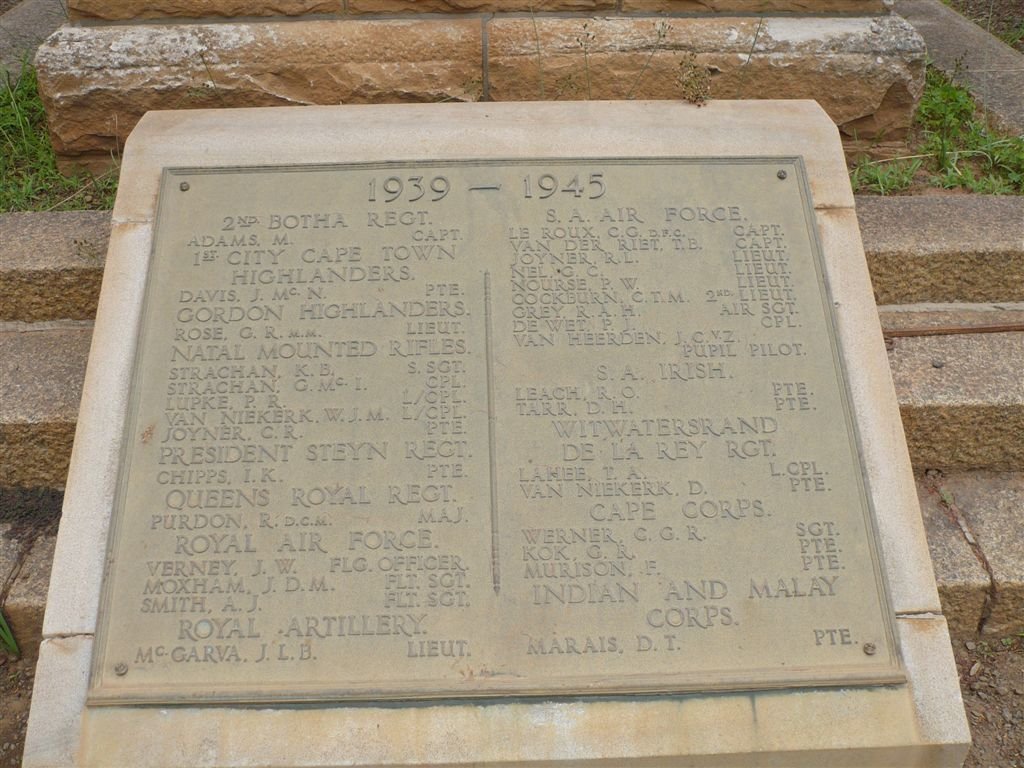 1939 — 1945
2ND. BOTHA REGT.
ADAMS, M. CAPT.
1ST. CITY CAPE TOWN
HIGHLANDERS.
DAVIS, J. Mc. N. PTE.
GORDON HIGHLANDERS.
ROSE, G. R. M.M. LIEUT.
NATAL MOUNTED RIFLES.
STRACHAN, K. B. S. SGT.
STRACHAN, G. Mc. I. CPL.
LUPKE, P. R. L/CPL.
VAN NIEKERK, W. J. M. L/CPL.
JOYNER, C. R. PTE.
PRESIDENT STEYN REGT.
CHIPPS, I. K. PTE.
QUEENS ROYAL REGT.
PURDON, R. D.C.M. MAJ.
ROYAL AIR FORCE.
VERNEY, J. W. FLG. OFFICER.
MOXHAM, J. D. M. FLT. SGT.
SMITH, A. J. FLT. SGT.
ROYAL ARTILLERY.
Mc. GARVA, J. L. B. LIEUT.
S. A. AIR FORCE.
LE ROUX, C. G. D.F.C. CAPT.
VAN DER RIET, T. B. CAPT.
JOYNER, R. L. LIEUT.
NEL, G. C. LIEUT.
NOURSE, P. W. LIEUT.
COCKBURN, C. T. M. 2ND. LIEUT.
GREY, R. A. H. AIR SGT.
DE WET, P. J. CPL.
VAN HEERDEN, J. C. V. Z.
PUPIL PILOT.
S. A. IRISH.
LEACH, R. O. PTE.
TARR, D. H. PTE.
WITWATERSRAND
DE LA REY RGT.
LAHEE, T. A. L. CPL.
VAN NIEKERK, D. PTE.
CAPE CORPS.
WERNER, C. G. R. SGT.
KOK, G. R. PTE.
MURISON, F. PTE.
INDIAN AND MALAY
CORPS.
MARAIS, D. T. PTE.